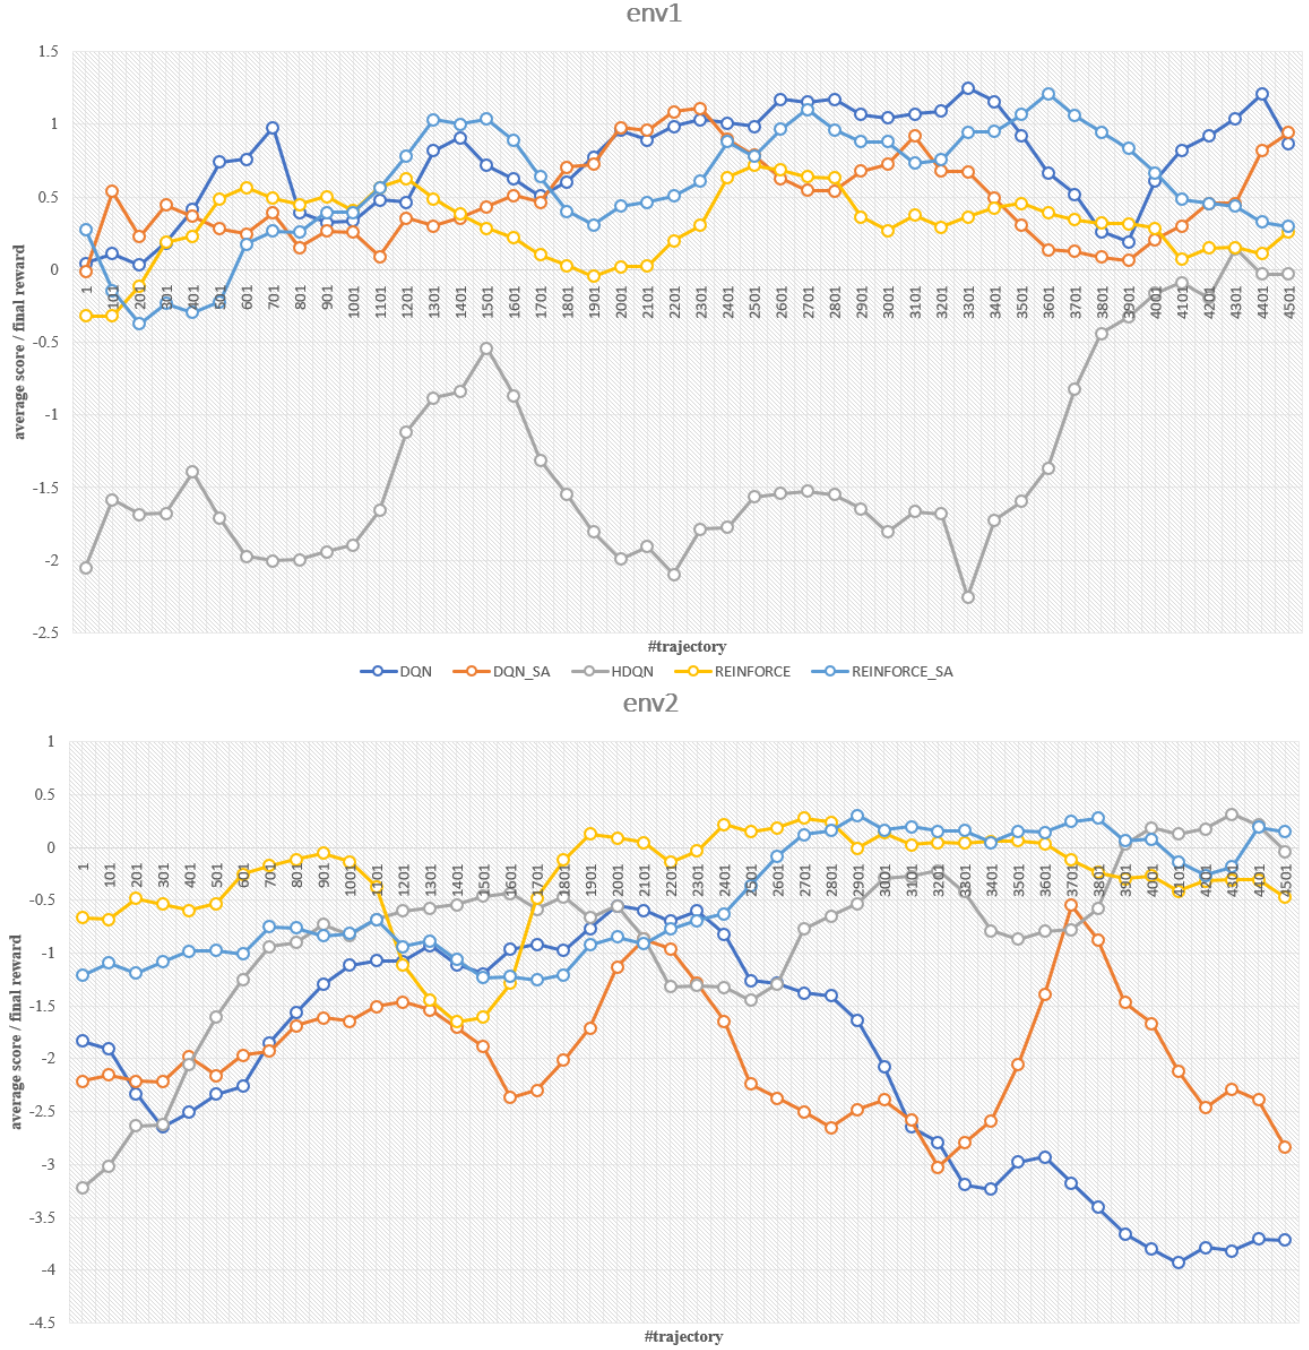 env1
average score / final reward
1.5
1
0.5
0
-0.5
-1
-1.5
-2
-2.5
1 101 201 301 401 501 601 701 801 901 1001 1101 1201 1301 1401 1501 1601 1701 1801 1901 2001 2101 2201 2301 2401 2501 2601 2701 2801 2901 3001 3101 3201 3301 3401 3501 3601 3701 3801 3901 4001 4101 4201 4301 4401 4501
#trajectory
DQN DQN_SA HDQN REINFORCE REINFORCE_SA
env2
average score / final reward
1
0.5
0
-0.5
-1
-1.5
-2
-2.5
-3
-3.5
-4
-4.5
1 101 201 301 401 501 601 701 801 901 1001 1101 1201 1301 1401 1501 1601 1701 1801 1901 2001 2101 2201 2301 2401 2501 2601 2701 2801 2901 3001 3101 3201 3301 3401 3501 3601 3701 3801 3901 4001 4101 4201 4301 4401 4501
#trajectory